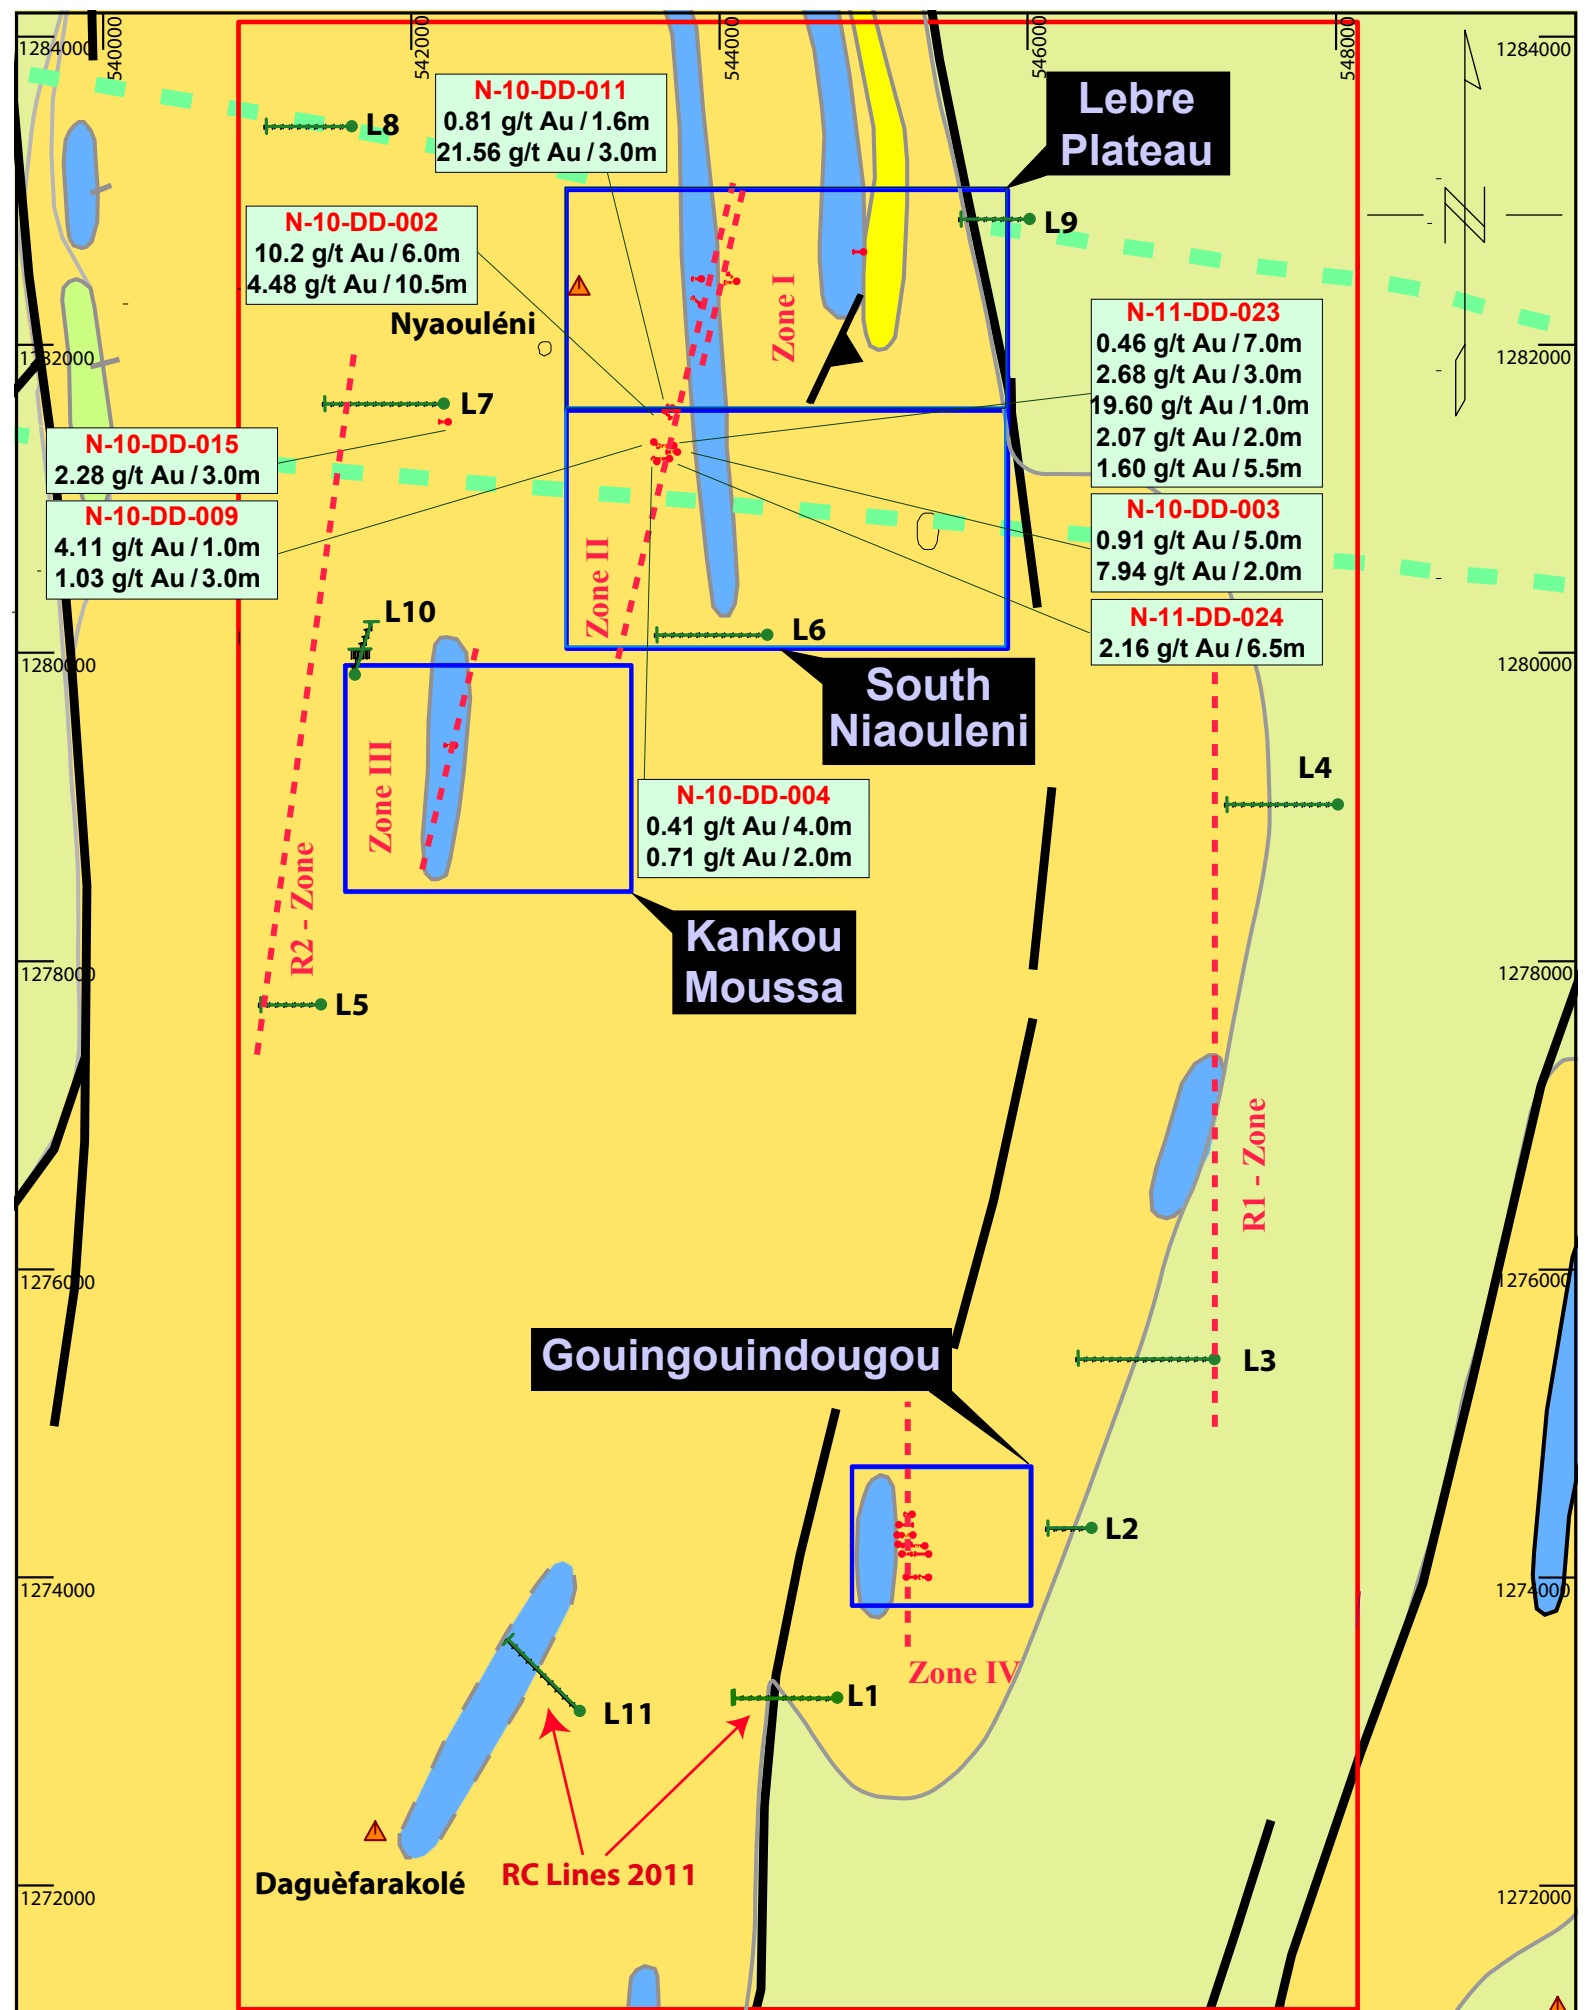 540000
542000
544000
546000
548000
1284000
1284000
N-10-DD-011
0.81 g/t Au / 1.6m
21.56 g/t Au / 3.0m
Lebre
Plateau
L8
N-10-DD-002
10.2 g/t Au / 6.0m
4.48 g/t Au / 10.5m
L9
N
Zone I
Nyaouléni
N-11-DD-023
0.46 g/t Au / 7.0m
2.68 g/t Au / 3.0m
19.60 g/t Au / 1.0m
2.07 g/t Au / 2.0m
1.60 g/t Au / 5.5m
1282000
1282000
L7
N-10-DD-015
2.28 g/t Au / 3.0m
N-10-DD-009
4.11 g/t Au / 1.0m
1.03 g/t Au / 3.0m
N-10-DD-003
0.91 g/t Au / 5.0m
7.94 g/t Au / 2.0m
Zone II
L10
L6
N-11-DD-024
2.16 g/t Au / 6.5m
1280000
1280000
South
Niaouleni
Zone III
L4
N-10-DD-004
0.41 g/t Au / 4.0m
0.71 g/t Au / 2.0m
R2 - Zone
Kankou
Moussa
1278000
1278000
L5
R1 - Zone
1276000
1276000
Gouingouindougou
L3
L2
1274000
1274000
Zone IV
L11
L1
Daguèfarakolé
RC Lines 2011
1272000
1272000